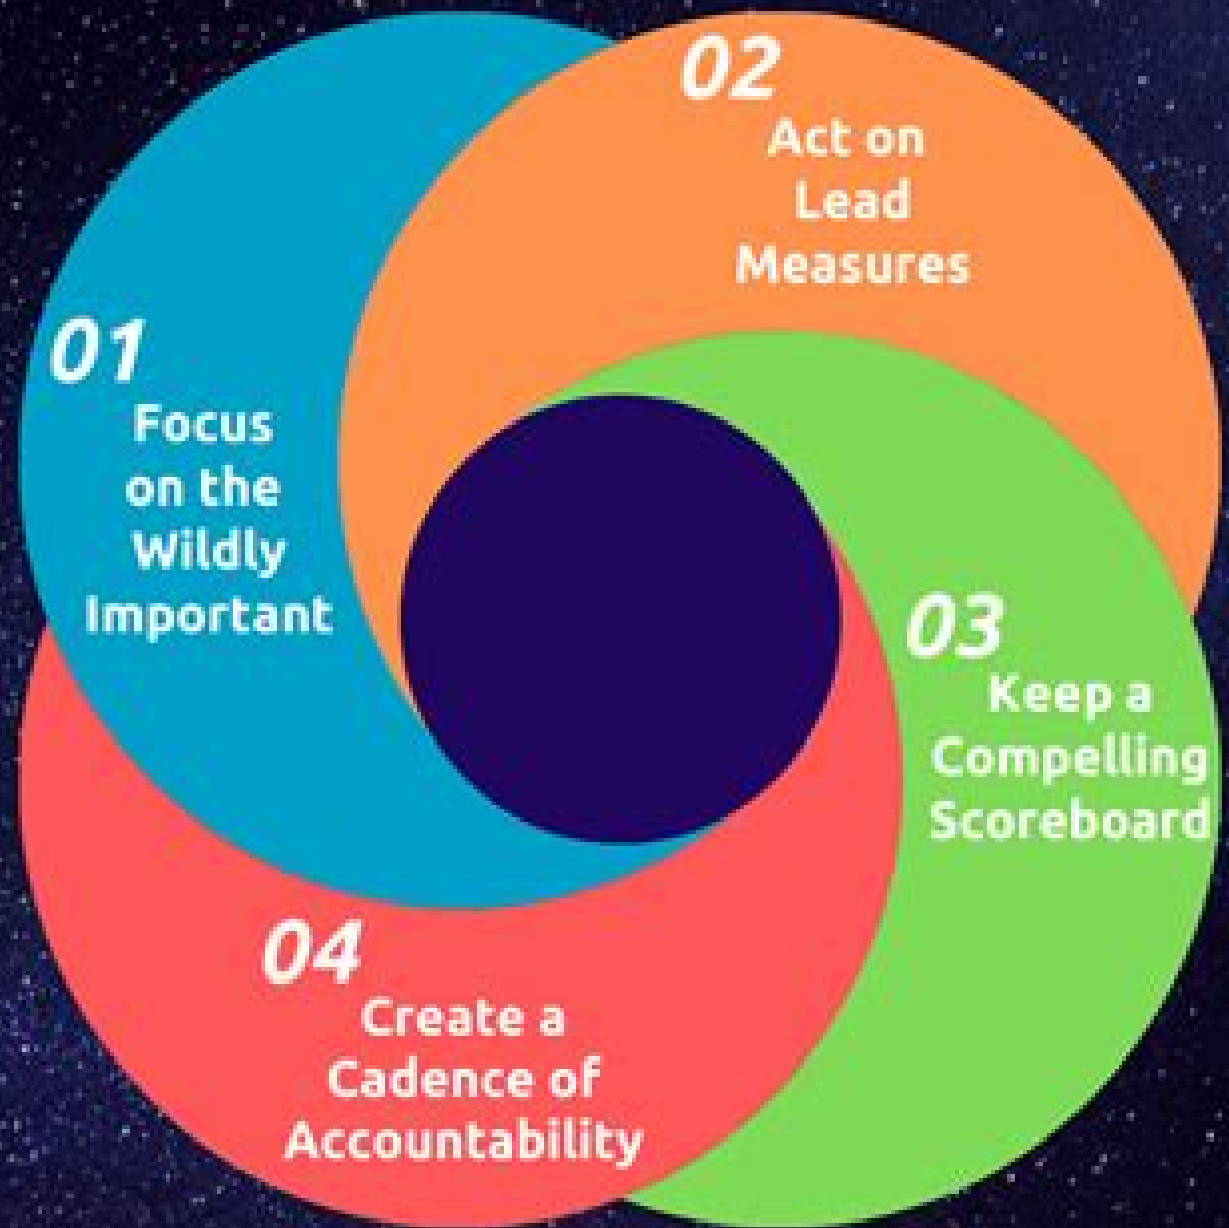 01
Focus
on the
Wildly
Important
02
Act on
Lead
Measures
03
Keep a
Compelling
Scoreboard
04
Create a
Cadence of
Accountability